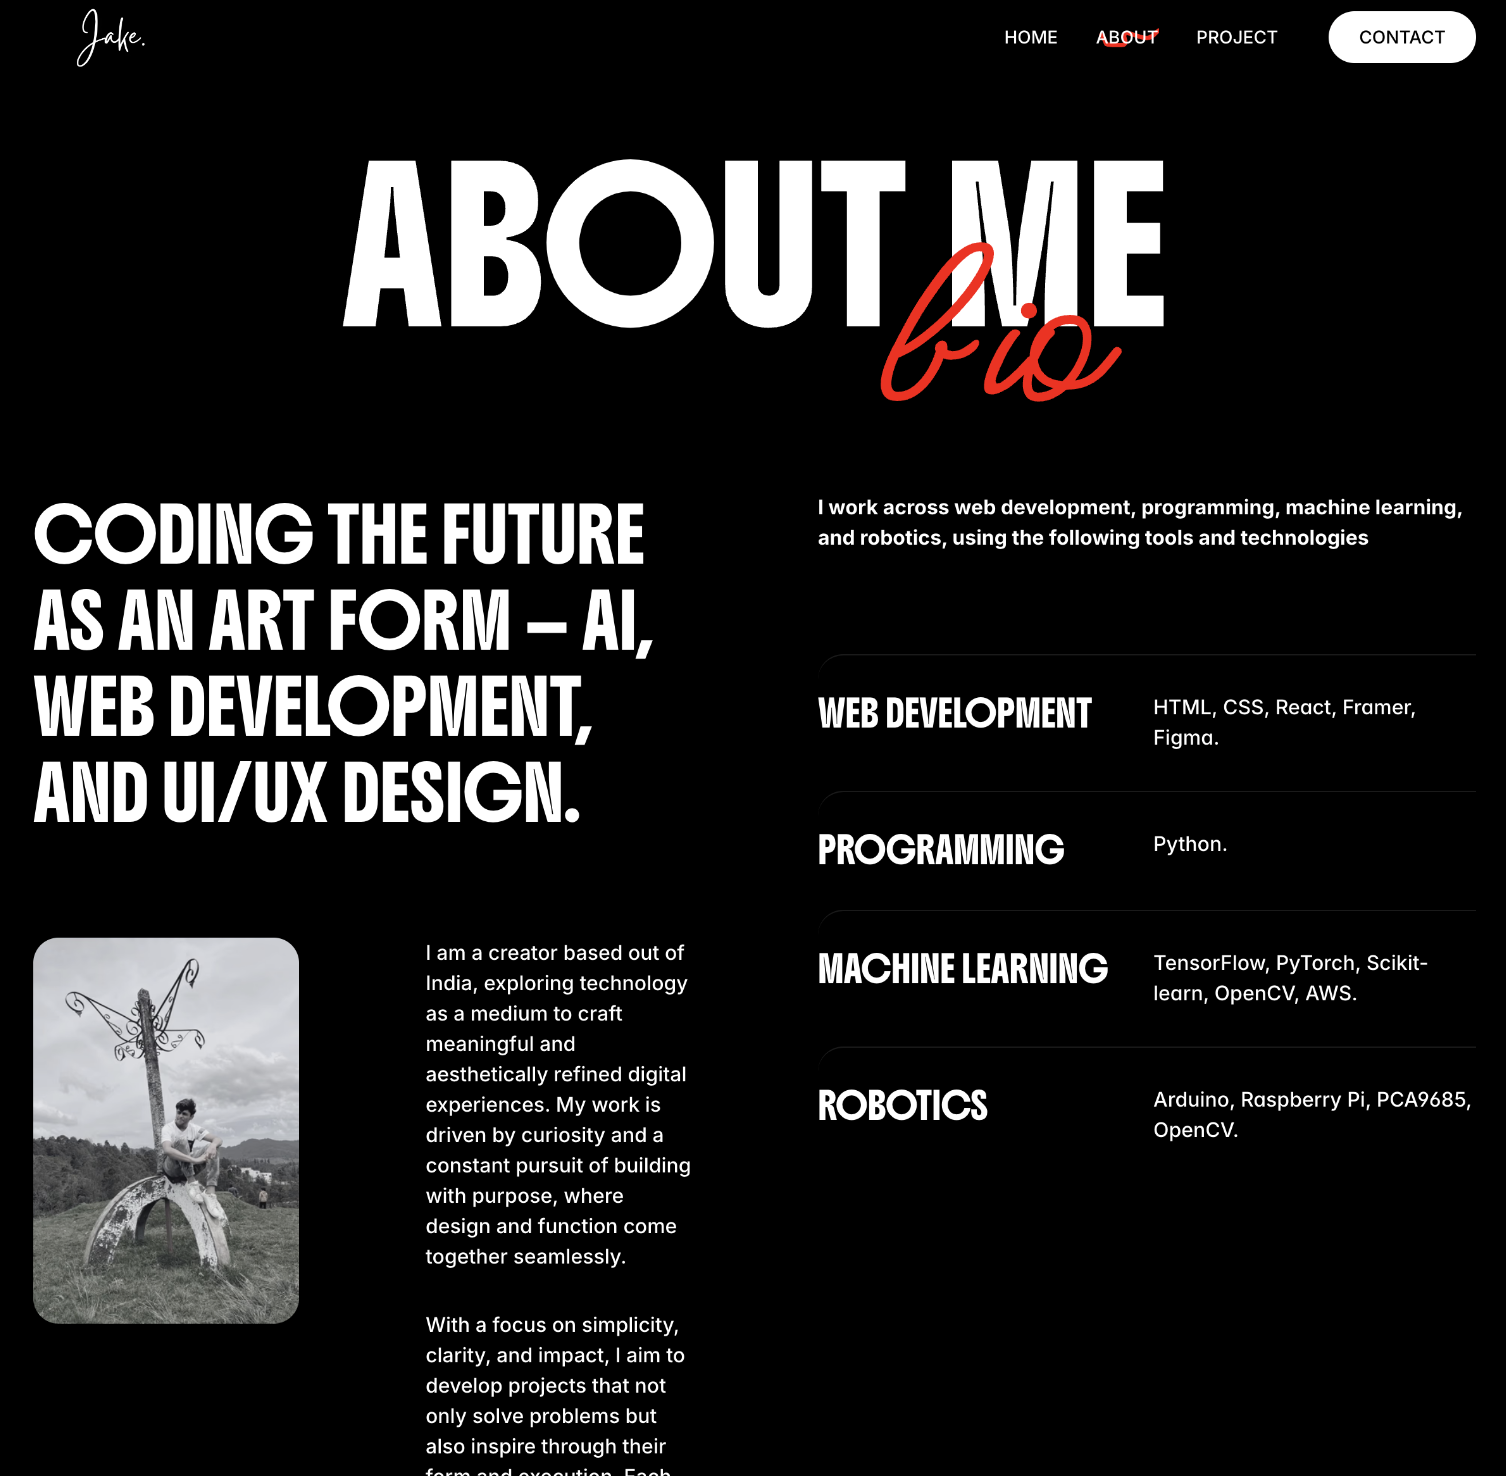 Jake.
HOME ABOUT PROJECT CONTACT
ABOUT ME
bio
CODING THE FUTURE
AS AN ART FORM – AI,
WEB DEVELOPMENT,
AND UI/UX DESIGN.
I am a creator based out of
India, exploring technology
as a medium to craft
meaningful and
aesthetically refined digital
experiences. My work is
driven by curiosity and a
constant pursuit of building
with purpose, where
design and function come
together seamlessly.
With a focus on simplicity,
clarity, and impact, I aim to
develop projects that not
only solve problems but
also inspire through their
form and execution. Each
I work across web development, programming, machine learning,
and robotics, using the following tools and technologies
WEB DEVELOPMENT
HTML, CSS, React, Framer,
Figma.
PROGRAMMING
Python.
MACHINE LEARNING
TensorFlow, PyTorch, Scikit-
learn, OpenCV, AWS.
ROBOTICS
Arduino, Raspberry Pi, PCA9685,
OpenCV.